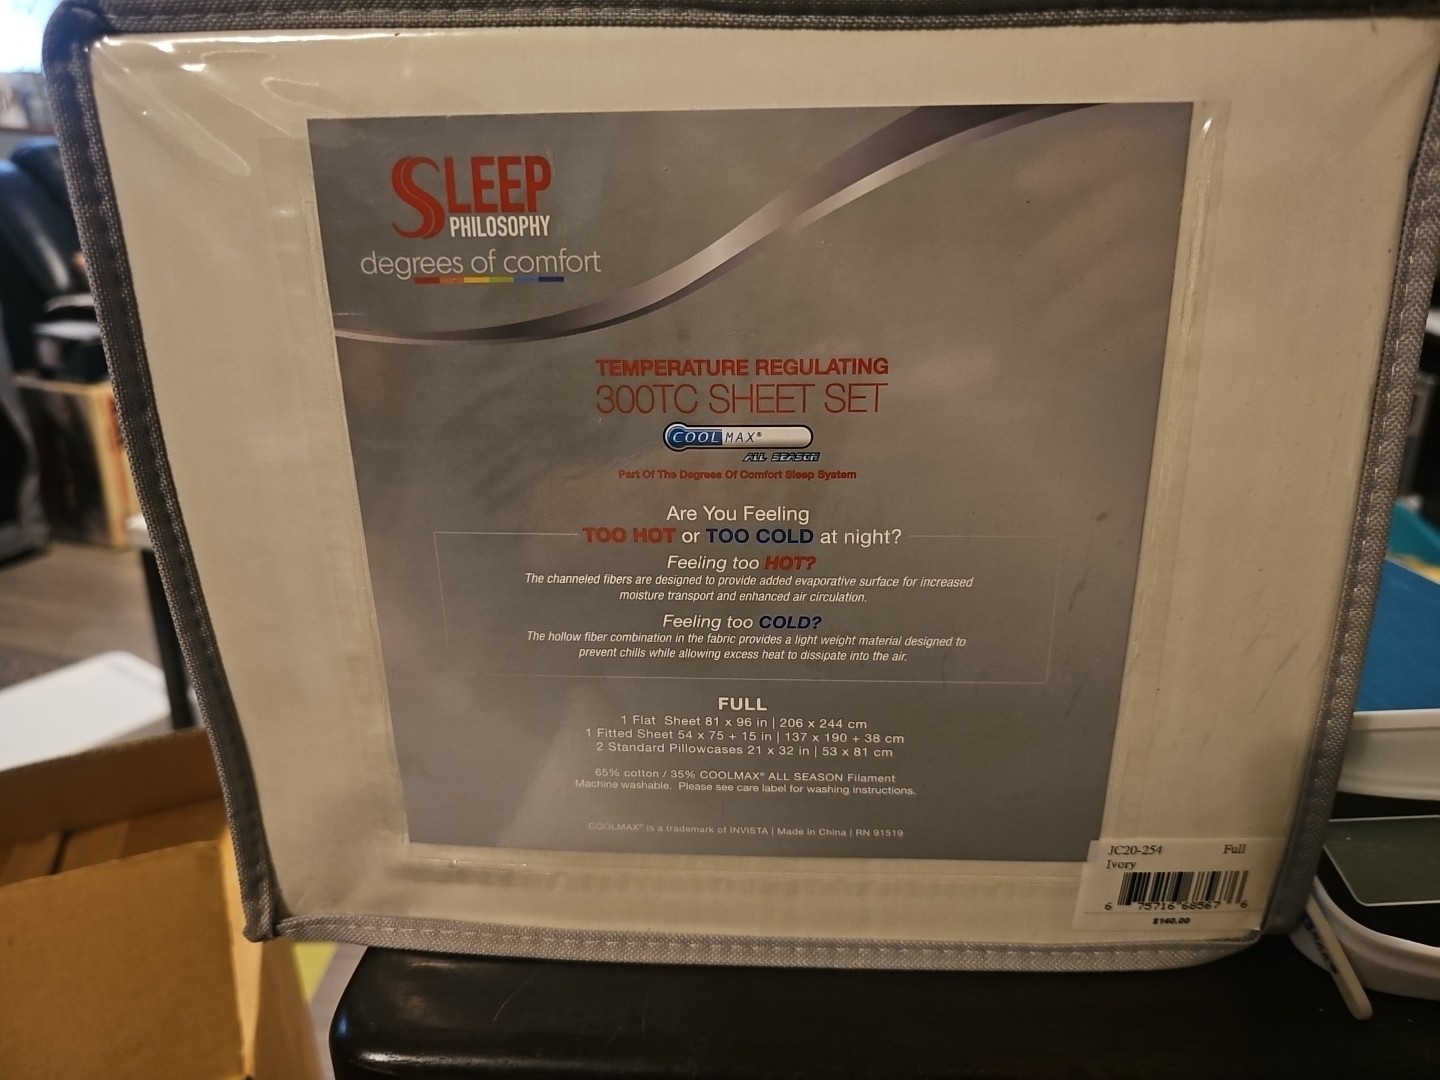 SLEEP
PHILOSOPHY
degrees of comfort
TEMPERATURE REGULATING
300TC SHEET SET
COOLMAX®
ALL SEASON
Part Of The Degrees Of Comfort Sleep System
Are You Feeling
TOO HOT or TOO COLD at night?
Feeling too HOT?
The channeled fibers are designed to provide added evaporative surface for increased
moisture transport and enhanced air circulation.
Feeling too COLD?
The hollow fiber combination in the fabric provides a light weight material designed to
prevent chills while allowing excess heat to dissipate into the air.
FULL
1 Flat Sheet 81 x 96 in | 206 x 244 cm
1 Fitted Sheet 54 x 75 + 15 in | 137 x 190 + 38 cm
2 Standard Pillowcases 21 x 32 in | 53 x 81 cm
65% cotton / 35% COOLMAX® ALL SEASON Filament
Machine washable. Please see care label for washing instructions.
COOLMAX® is a trademark of INVISTA | Made in China | RN 91519
JC20-254 Full
Ivory
6 75716 68567 6
$140.00